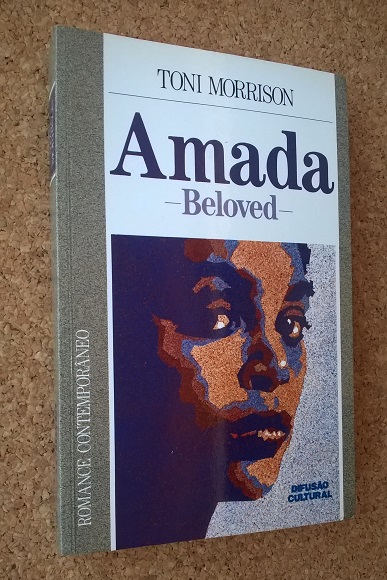 TONI MORRISON
Amada
–Beloved–
ROMANCE CONTEMPORÂNEO
DIFUSÃO
CULTURAL